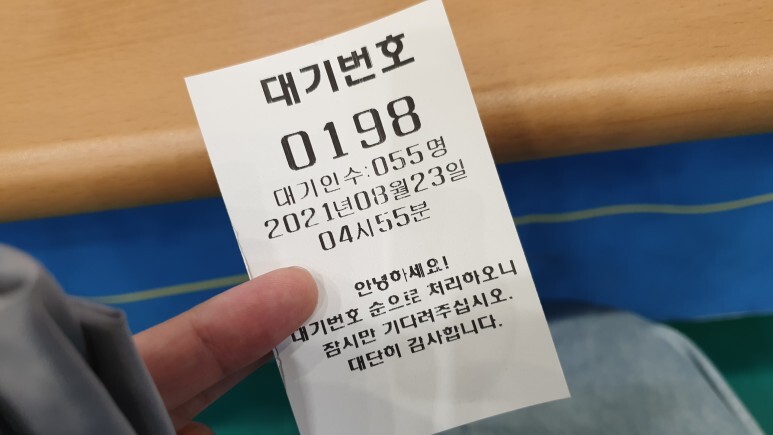 대기번호
0198
대기인수:055명
2021년08월23일
04시55분
안녕하세요!
대기번호 순으로 처리하오니
잠시만 기다려주십시오.
대단히 감사합니다.